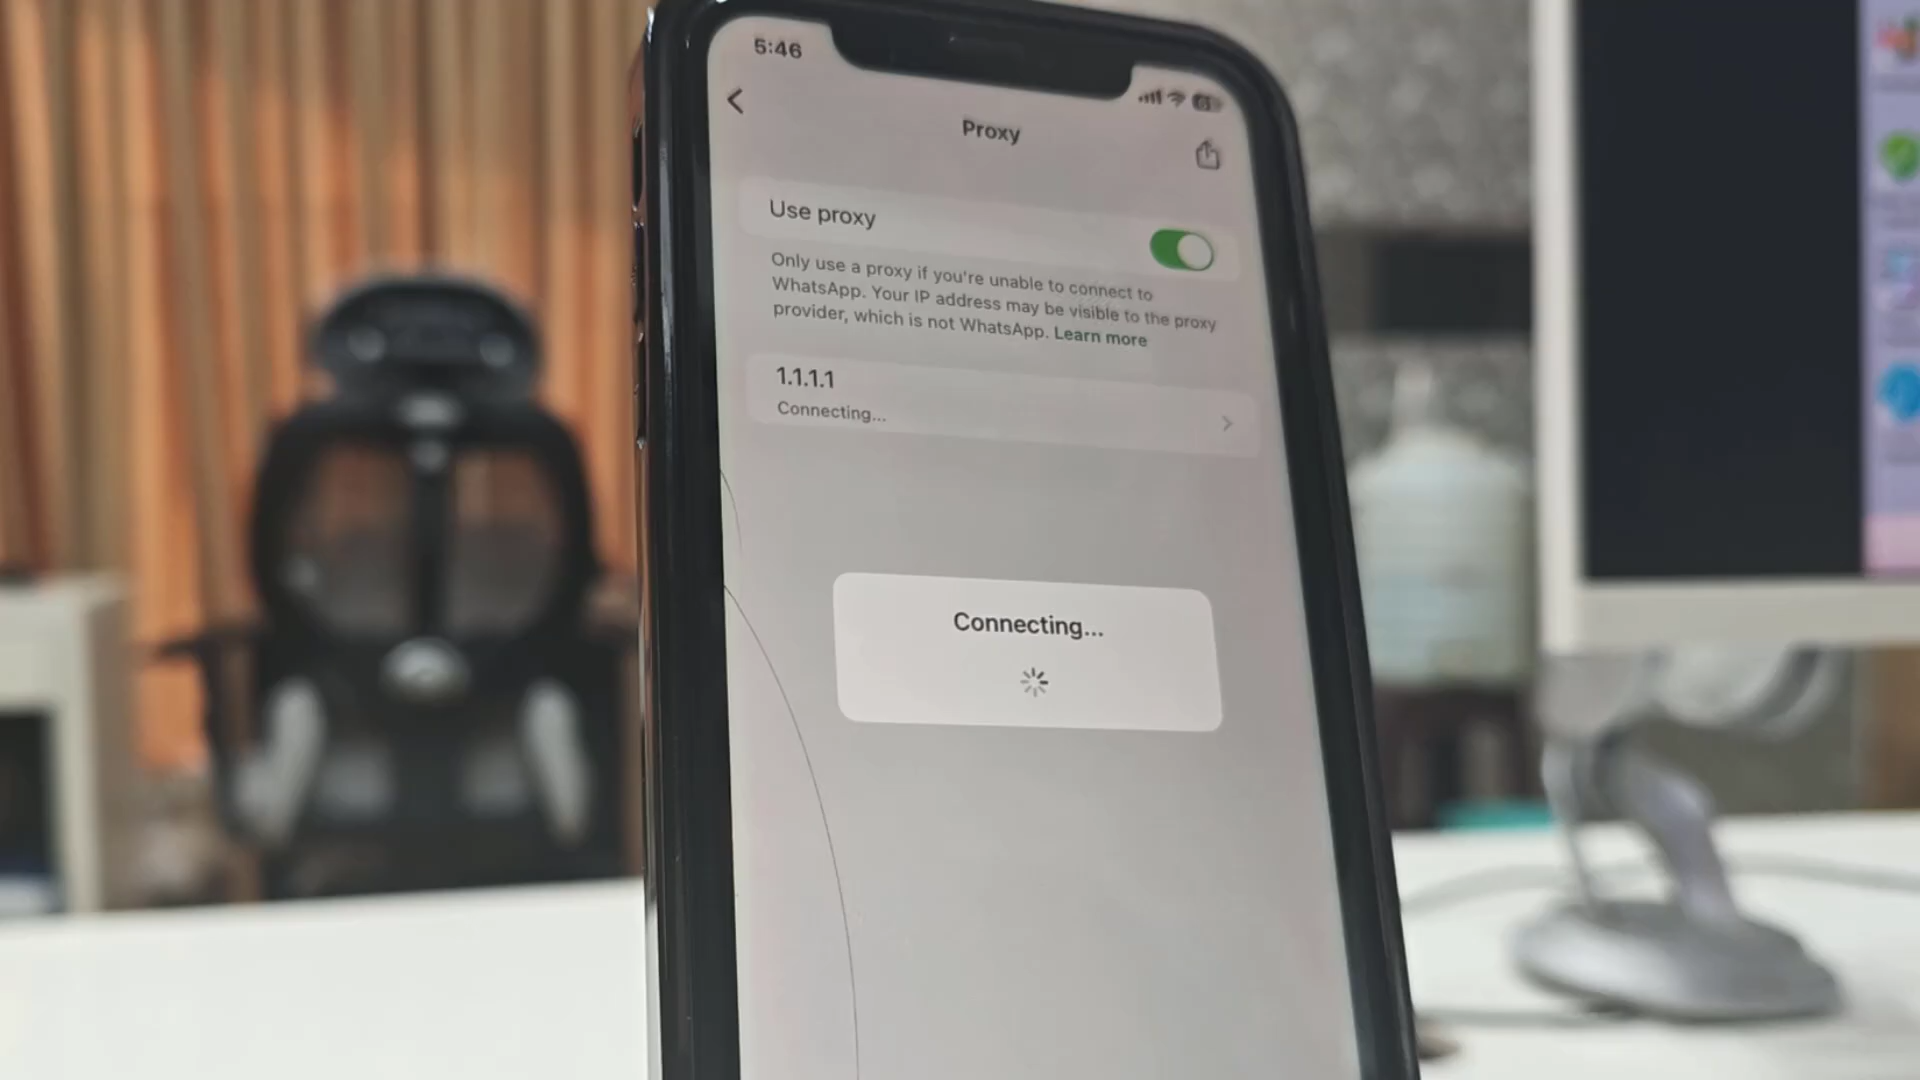 5:46
Proxy
Use proxy
Only use a proxy if you're unable to connect to
WhatsApp. Your IP address may be visible to the proxy
provider, which is not WhatsApp. Learn more
1.1.1.1
Connecting...
Connecting...